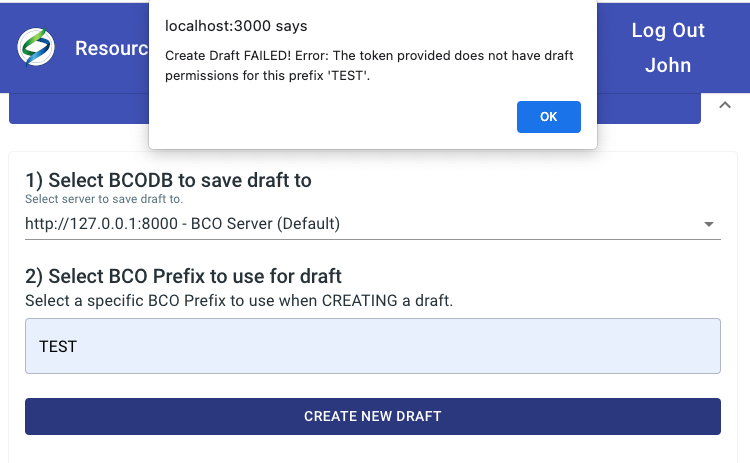 localhost:3000 says
Create Draft FAILED! Error: The token provided does not have draft
permissions for this prefix 'TEST'.
OK
Resourc
Log Out
John
1) Select BCODB to save draft to
Select server to save draft to.
http://127.0.0.1:8000 - BCO Server (Default)
2) Select BCO Prefix to use for draft
Select a specific BCO Prefix to use when CREATING a draft.
TEST
CREATE NEW DRAFT